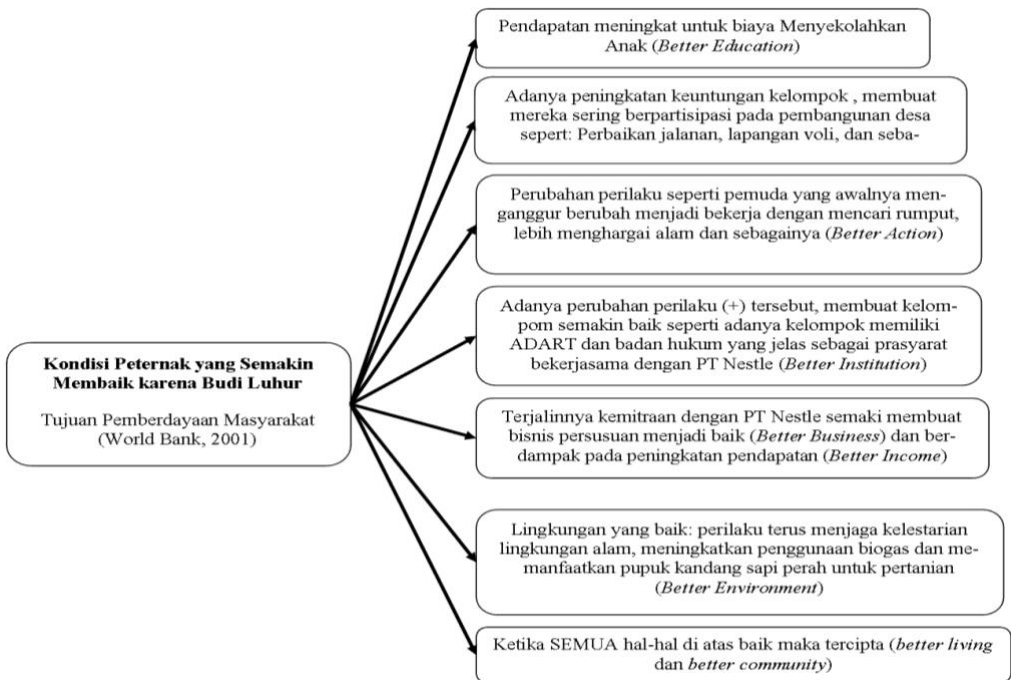 Pendapatan meningkat untuk biaya Menyekolahkan
Anak (Better Education)
Adanya peningkatan keuntungan kelompok , membuat
mereka sering berpartisipasi pada pembangunan desa
sepert: Perbaikan jalanan, lapangan voli, dan seba-
Perubahan perilaku seperti pemuda yang awalnya men-
ganggur berubah menjadi bekerja dengan mencari rumput,
lebih menghargai alam dan sebagainya (Better Action)
Adanya perubahan perilaku (+) tersebut, membuat kelom-
pom semakin baik seperti adanya kelompok memiliki
ADART dan badan hukum yang jelas sebagai prasyarat
bekerjasama dengan PT Nestle (Better Institution)
Kondisi Peternak yang Semakin
Membaik karena Budi Luhur
Tujuan Pemberdayaan Masyarakat
(World Bank, 2001)
Terjalinnya kemitraan dengan PT Nestle semaki membuat
bisnis persusuan menjadi baik (Better Business) dan ber-
dampak pada peningkatan pendapatan (Better Income)
Lingkungan yang baik: perilaku terus menjaga kelestarian
lingkungan alam, meningkatkan penggunaan biogas dan me-
manfaatkan pupuk kandang sapi perah untuk pertanian
(Better Environment)
Ketika SEMUA hal-hal di atas baik maka tercipta (better living
dan better community)